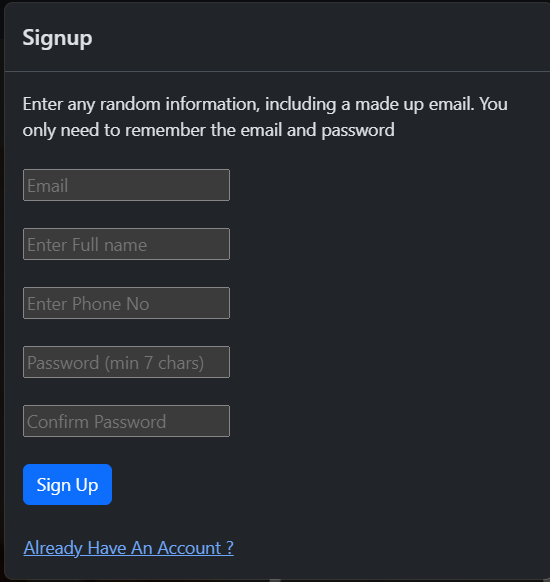 Signup
Enter any random information, including a made up email. You
only need to remember the email and password
Email
Enter Full name
Enter Phone No
Password (min 7 chars)
Confirm Password
Sign Up
Already Have An Account ?